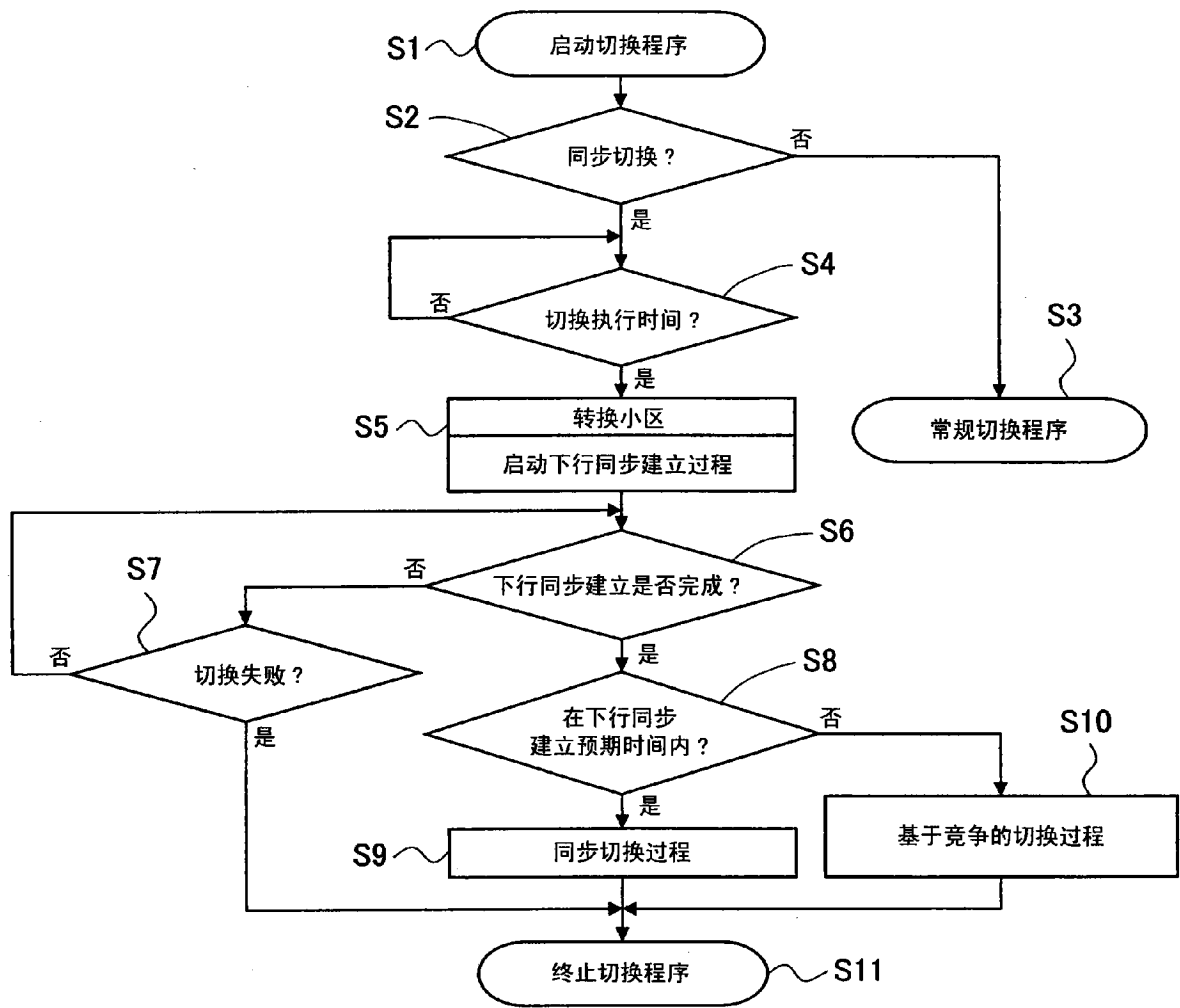 S1
启动切换程序
S2
同步切换？
否
是
S4
切换执行时间？
否
是
S3
常规切换程序
S5
转换小区
启动下行同步建立过程
S6
下行同步建立是否完成？
否
是
S7
切换失败？
否
是
S8
在下行同步
建立预期时间内？
否
是
S10
基于竞争的切换过程
S9
同步切换过程
终止切换程序
S11